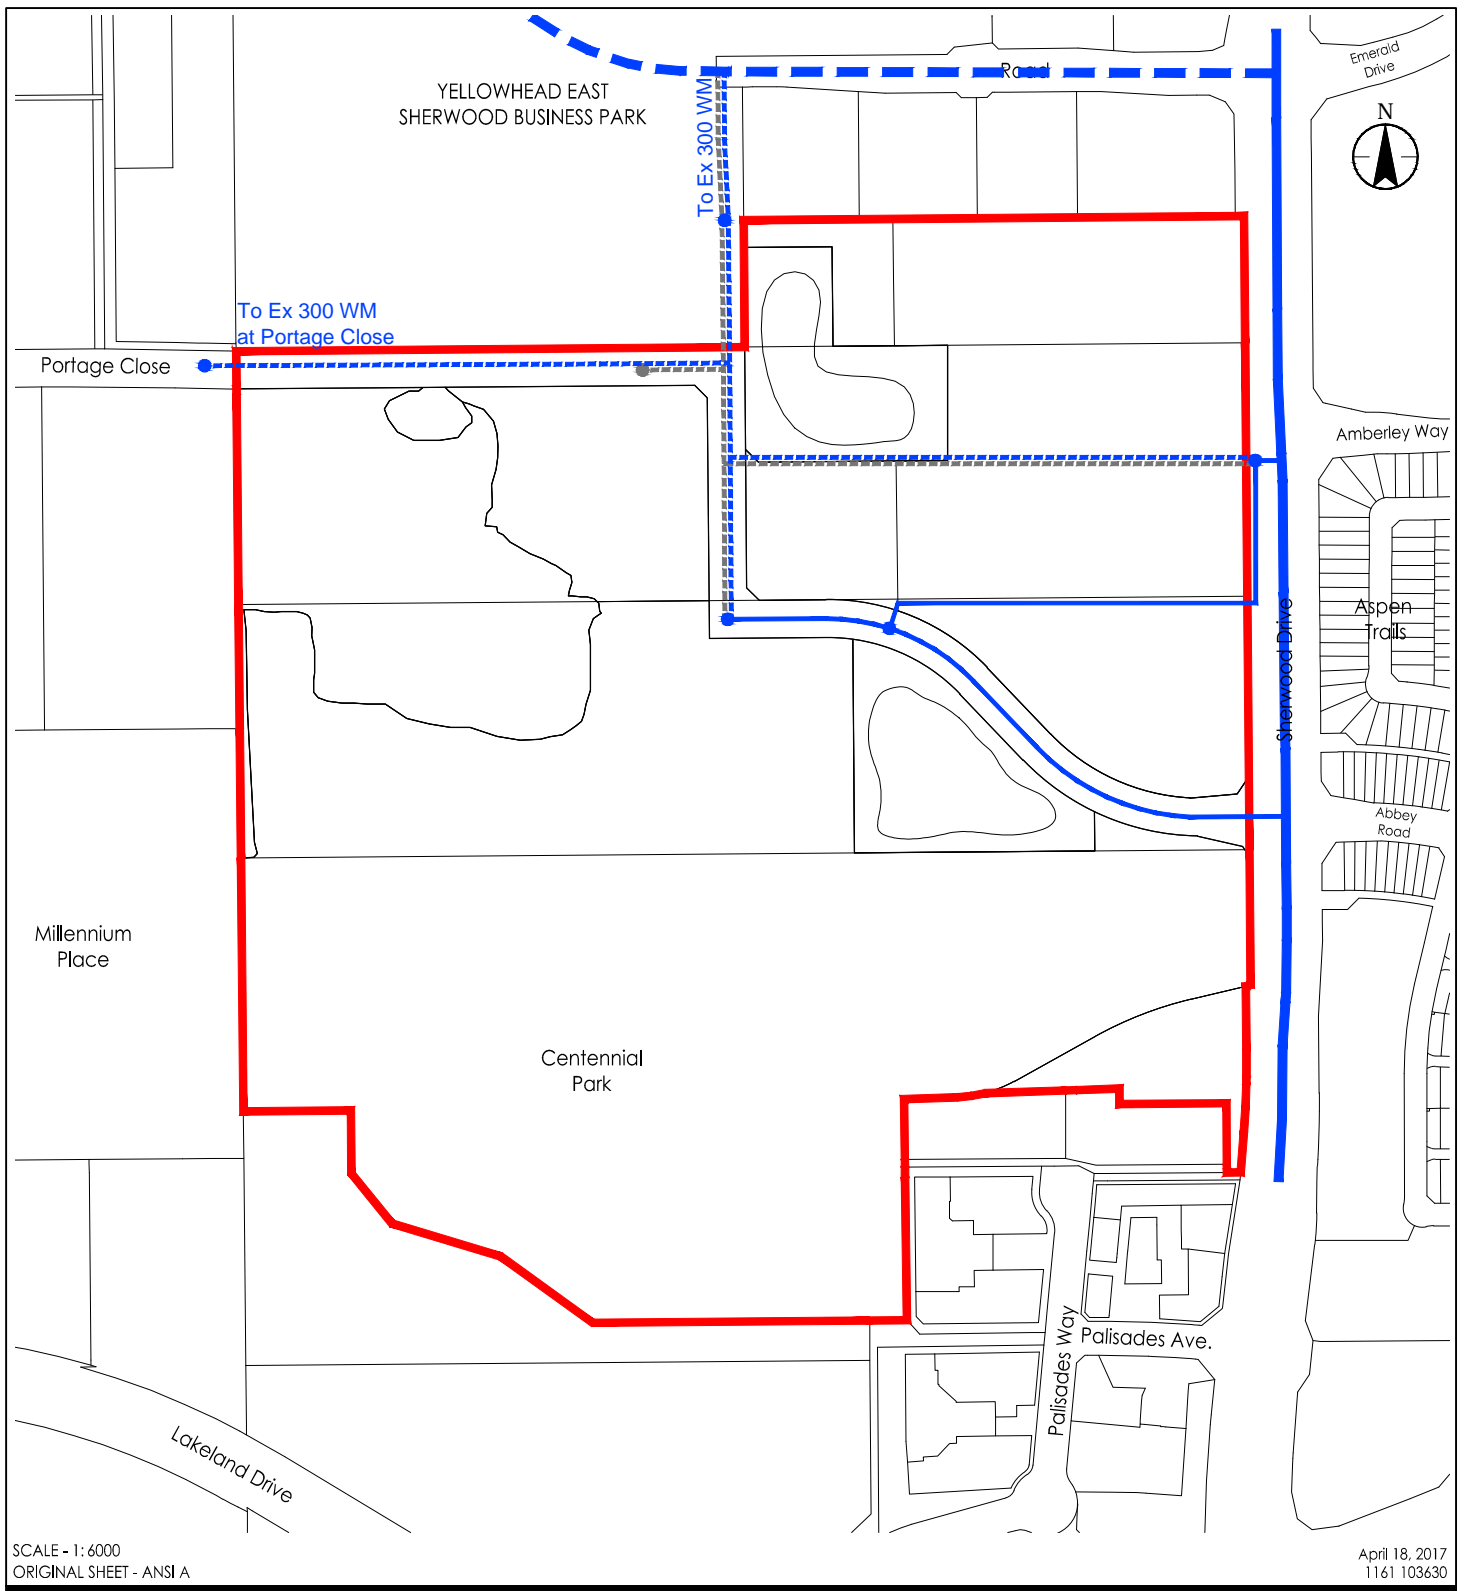 Emerald
Drive
Road
YELLOWHEAD EAST
SHERWOOD BUSINESS PARK
To Ex 300 WM
N
To Ex 300 WM
at Portage Close
Portage Close
Amberley Way
Aspen
Trails
Sherwood Drive
Abbey
Road
Millennium
Place
Centennial
Park
Palisades Way
Palisades Ave.
Lakeland Drive
SCALE - 1: 6000
ORIGINAL SHEET - ANSI A
April 18, 2017
1161 103630